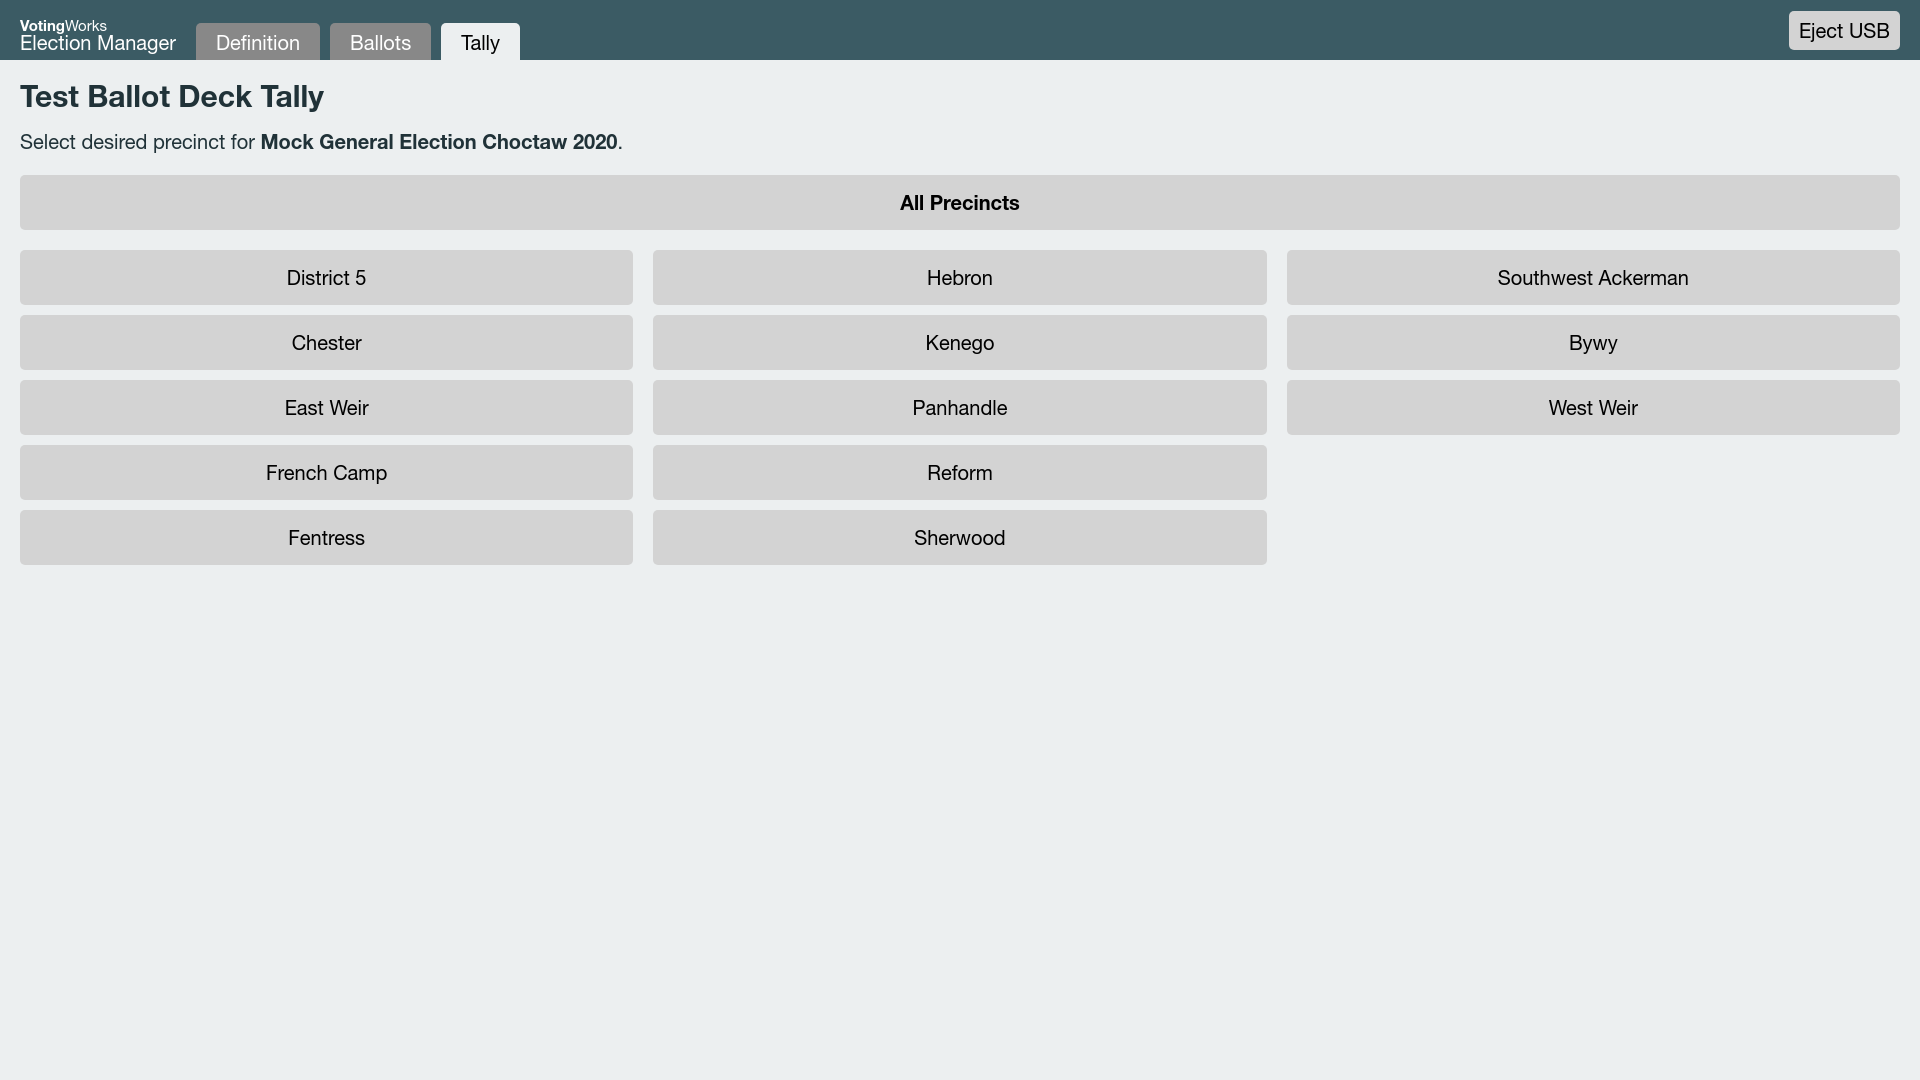 VotingWorks
Election Manager
Definition
Ballots
Tally
Eject USB
Test Ballot Deck Tally
Select desired precinct for Mock General Election Choctaw 2020.
All Precincts
District 5
Hebron
Southwest Ackerman
Chester
Kenego
Bywy
East Weir
Panhandle
West Weir
French Camp
Reform
Fentress
Sherwood